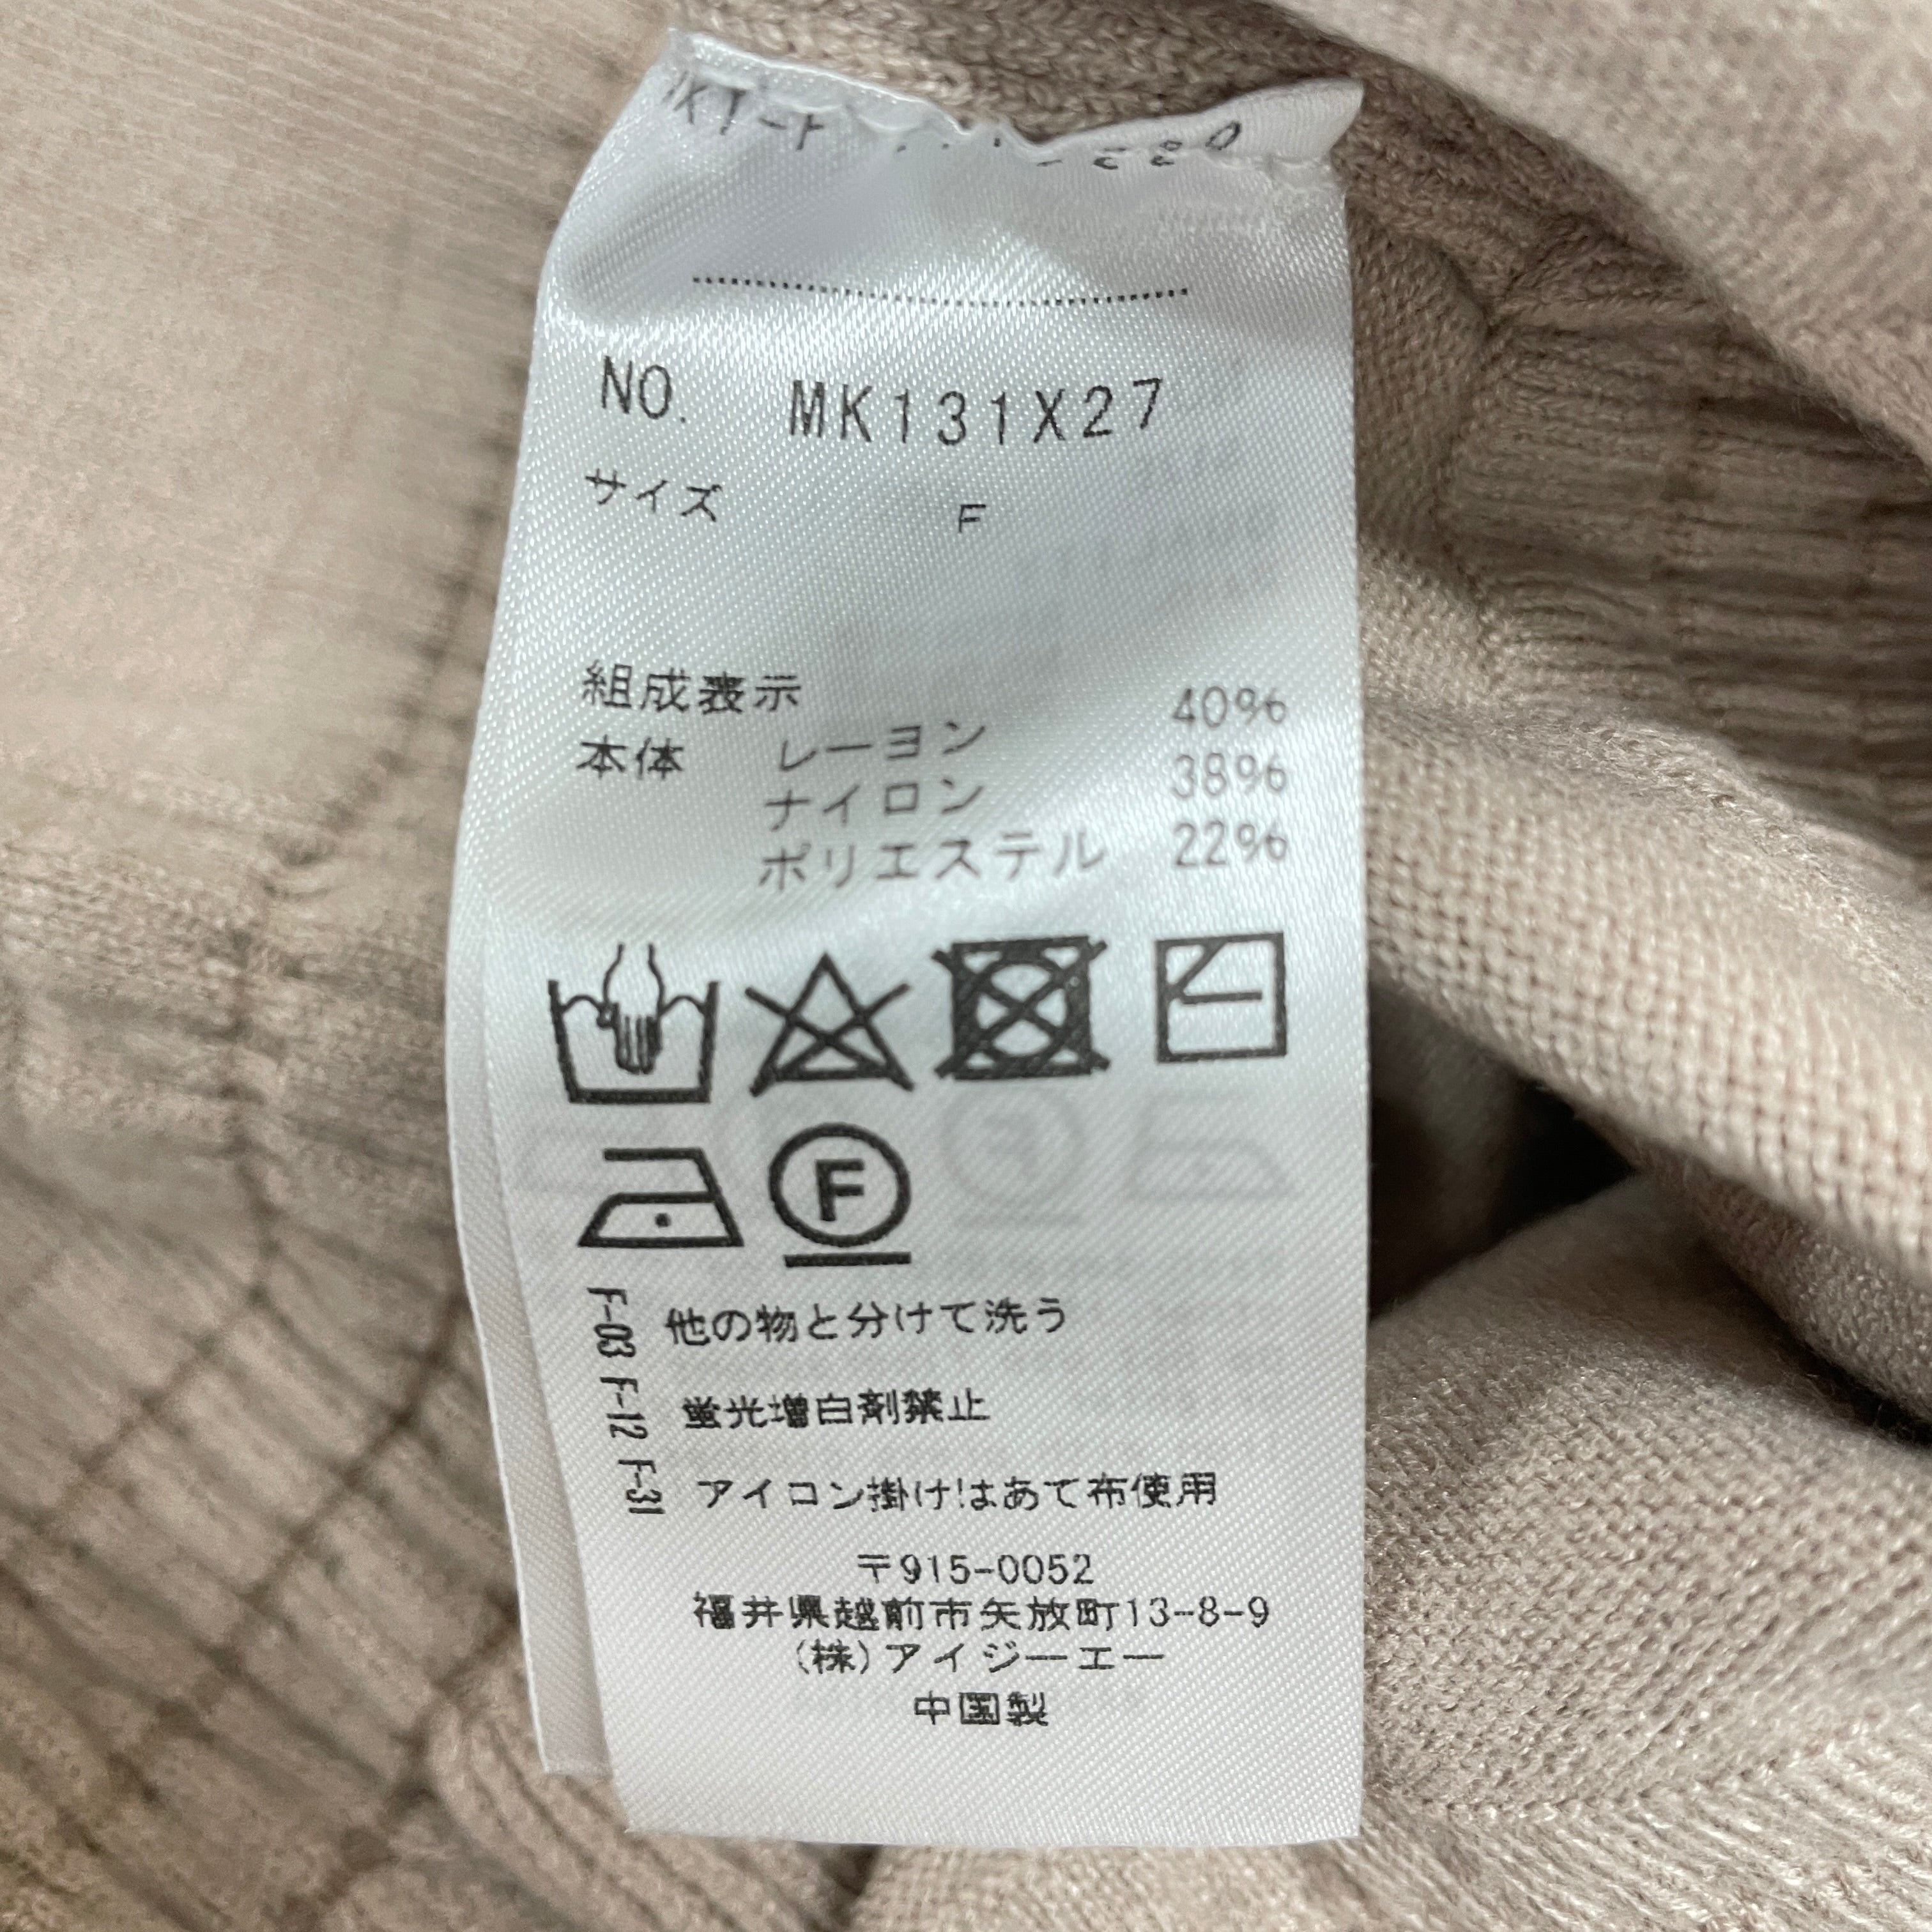 NO. MK131X27
サイズ F
組成表示
本体 レーヨン 40%
ナイロン 38%
ポリエステル 22%
F
F-03 F-12 F-31
他の物と分けて洗う
蛍光増白剤禁止
アイコン掛けはあて布使用
〒915-0052
福井県越前市矢放町13-8-9
(株)アイジーエー
中国製